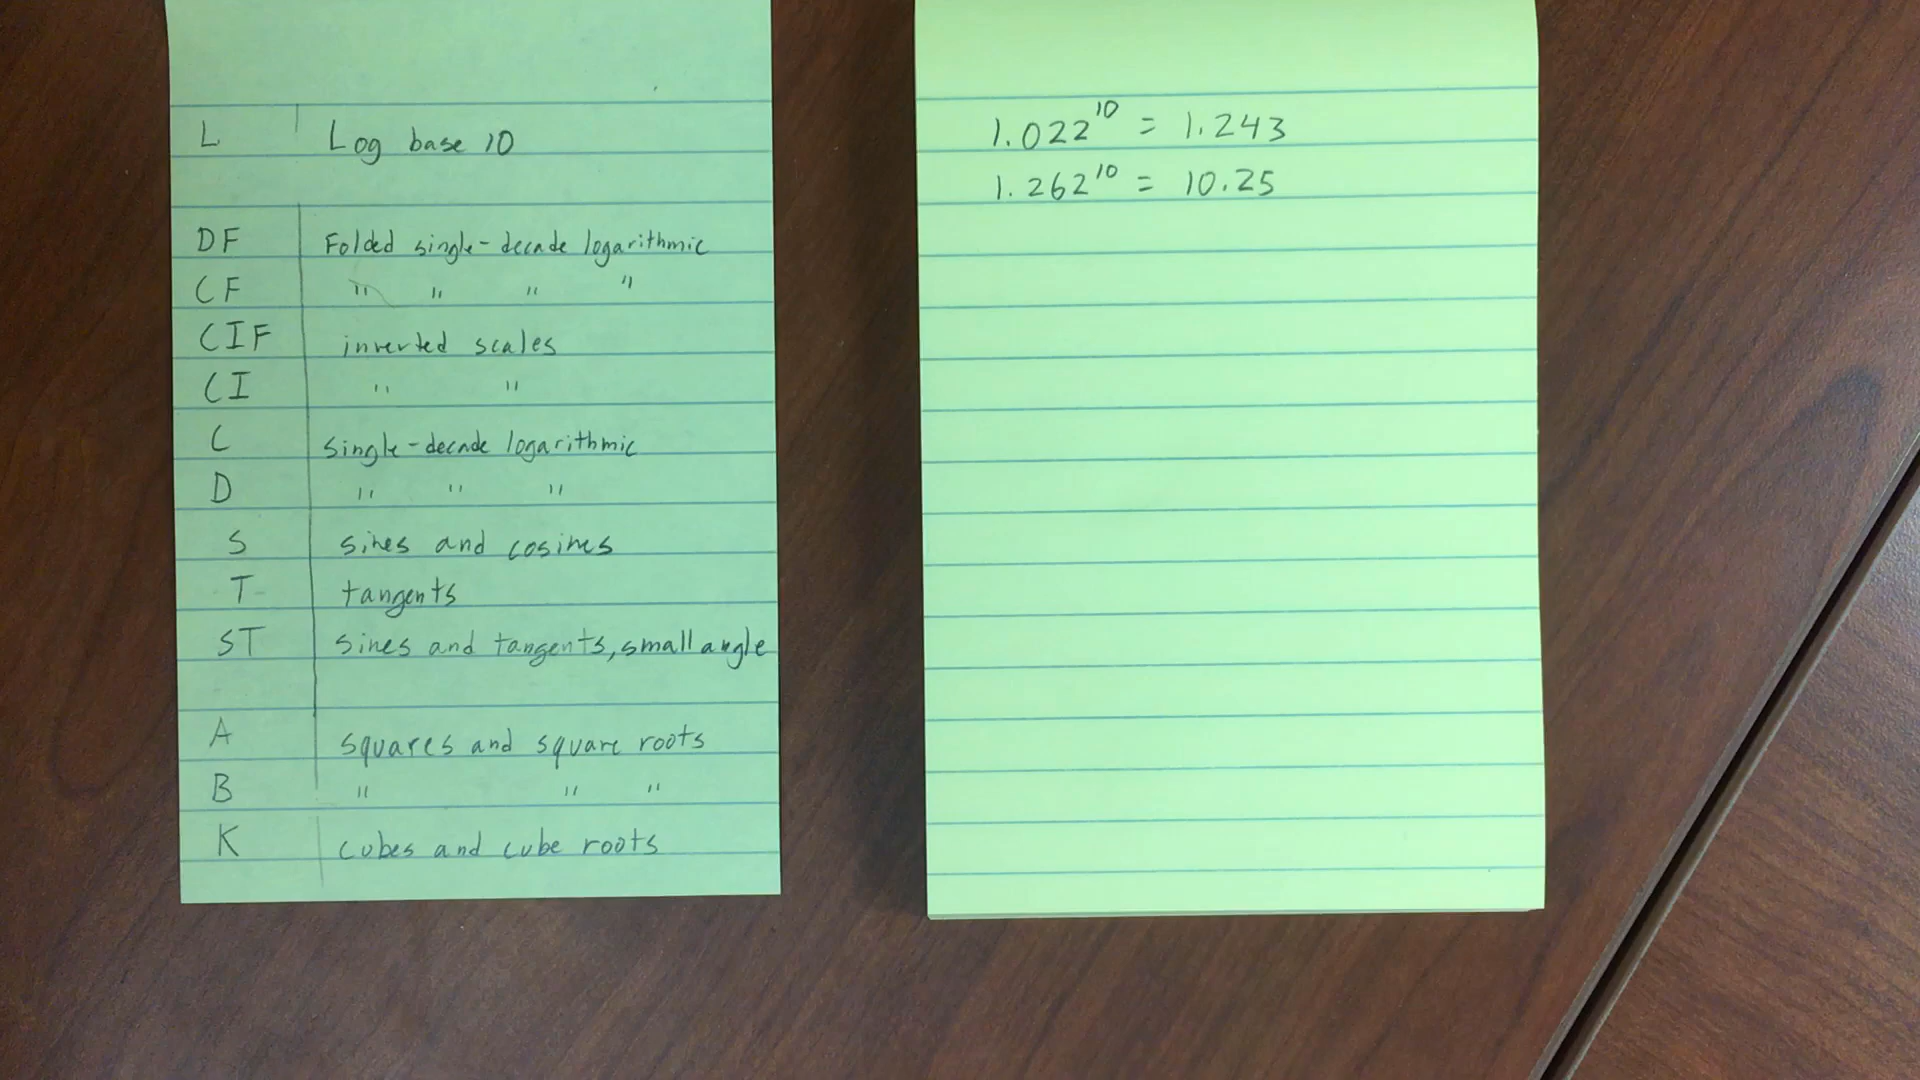 L Log base 10
DF Folded single-decade logarithmic
CF " " " "
CIF inverted scales
CI " "
C single-decade logarithmic
D " " "
S sines and cosines
T tangents
ST sines and tangents, small angle
A squares and square roots
B " " "
K cubes and cube roots
1.022^10 = 1.243
1.262^10 = 10.25